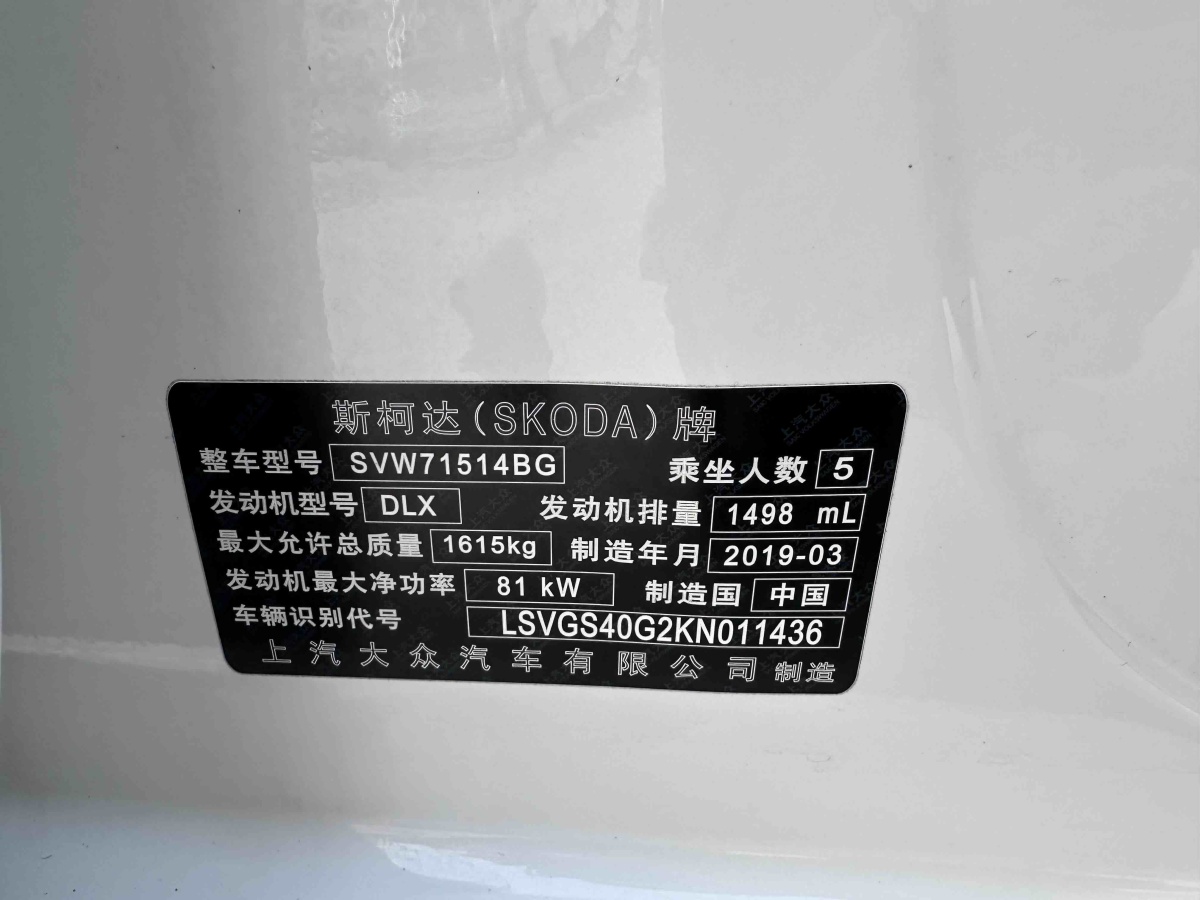 斯柯达(SKODA)牌
整车型号 SVW71514BG 乘坐人数 5
发动机型号 DLX 发动机排量 1498 mL
最大允许总质量 1615kg 制造年月 2019-03
发动机最大净功率 81 kW 制造国 中国
车辆识别代号 LSVGS40G2KN011436
上汽大众汽车有限公司 制造